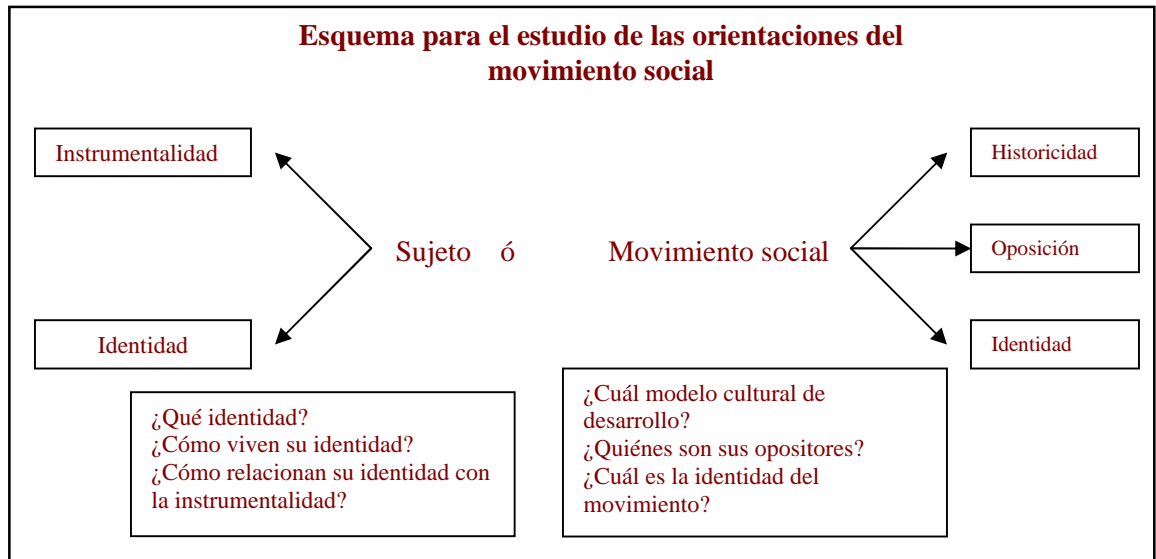 Esquema para el estudio de las orientaciones del
movimiento social
Instrumentalidad
Historicidad
Sujeto ó Movimiento social
Oposición
Identidad
Identidad
¿Qué identidad?
¿Cómo viven su identidad?
¿Cómo relacionan su identidad con
la instrumentalidad?
¿Cuál modelo cultural de
desarrollo?
¿Quiénes son sus opositores?
¿Cuál es la identidad del
movimiento?